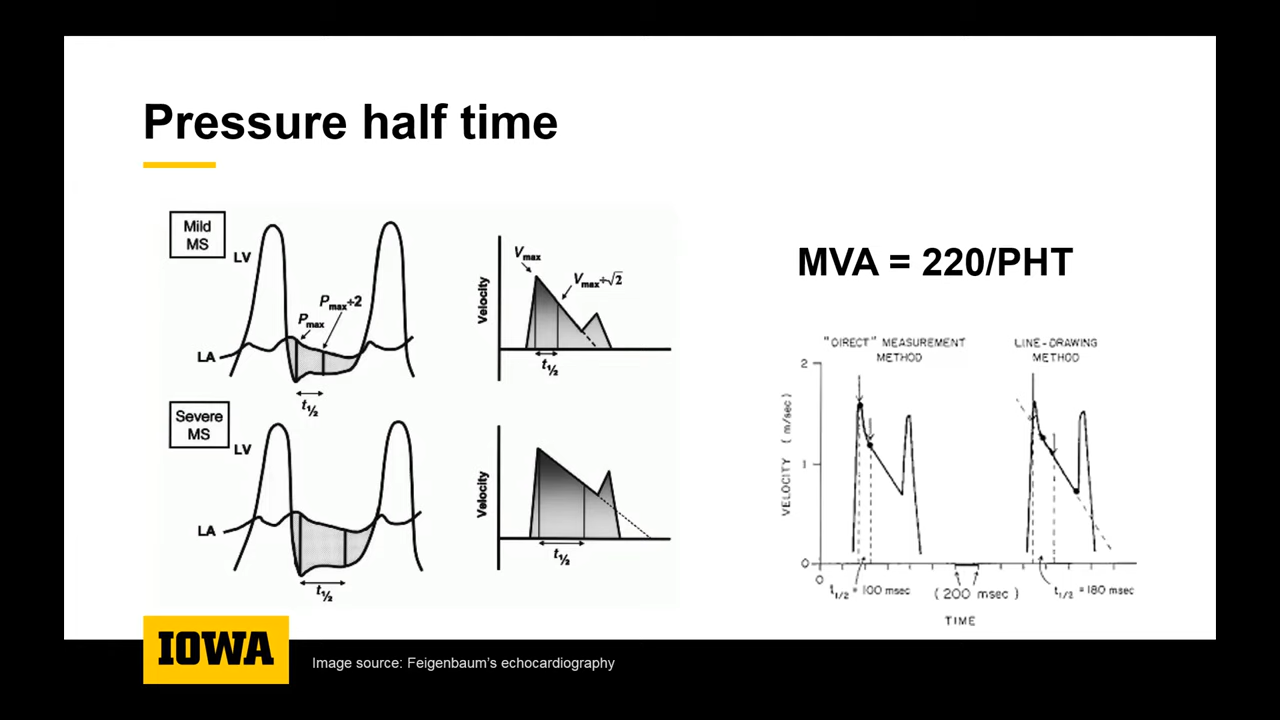 Pressure half time
Mild
MS
LV
LA
Pmax
Pmax÷2
t½
Velocity
Vmax
Vmax÷√2
t½
Severe
MS
LV
LA
t½
Velocity
t½
MVA = 220/PHT
"DIRECT" MEASUREMENT
METHOD
LINE-DRAWING
METHOD
VELOCITY (m/sec)
2
1
0
0
t1/2 = 100 msec
(200 msec)
t1/2 = 180 msec
TIME
IOWA
Image source: Feigenbaum's echocardiography